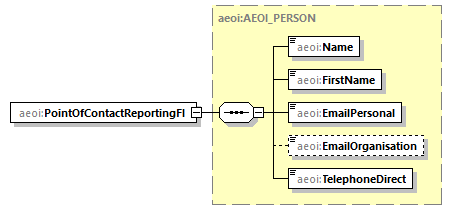 aeoi:AEOI_PERSON
aeoi:Name
aeoi:FirstName
aeoi:PointOfContactReportingFI
aeoi:EmailPersonal
aeoi:EmailOrganisation
aeoi:TelephoneDirect